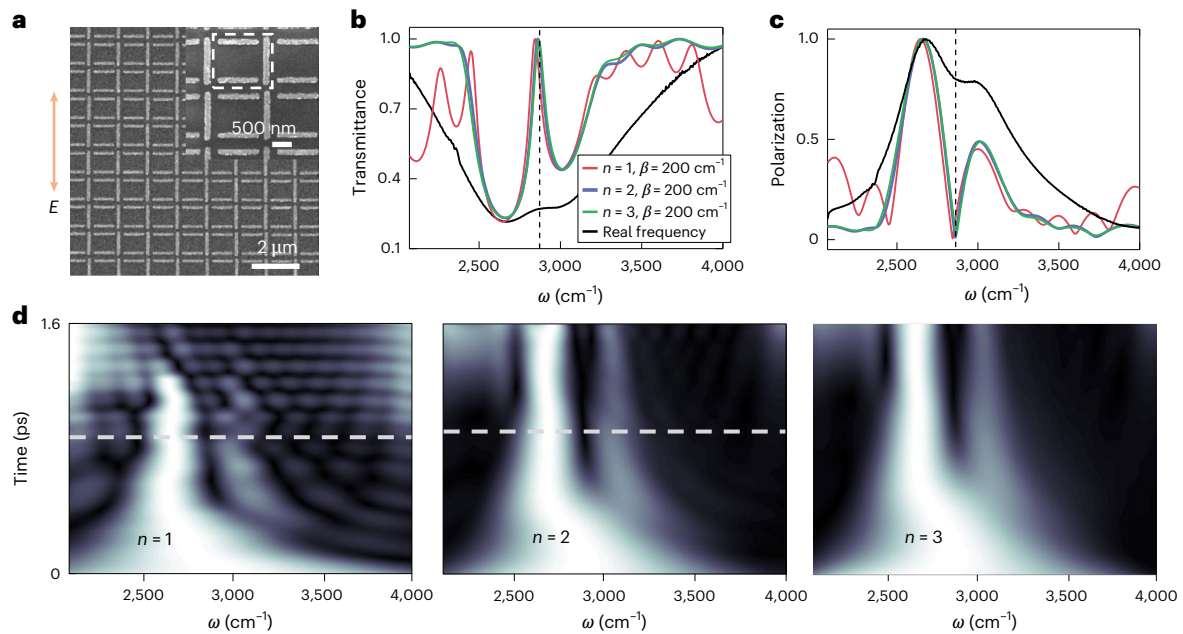 a
500 nm
E
2 μm
b
1.0
0.7
0.4
0.1
Transmittance
n = 1, β = 200 cm⁻¹
n = 2, β = 200 cm⁻¹
n = 3, β = 200 cm⁻¹
Real frequency
2,500 3,000 3,500 4,000
ω (cm⁻¹)
c
1.0
0.5
0
Polarization
2,500 3,000 3,500 4,000
ω (cm⁻¹)
d
1.6
0
Time (ps)
n = 1
n = 2
n = 3
2,500 3,000 3,500 4,000
2,500 3,000 3,500 4,000
2,500 3,000 3,500 4,000
ω (cm⁻¹)
ω (cm⁻¹)
ω (cm⁻¹)